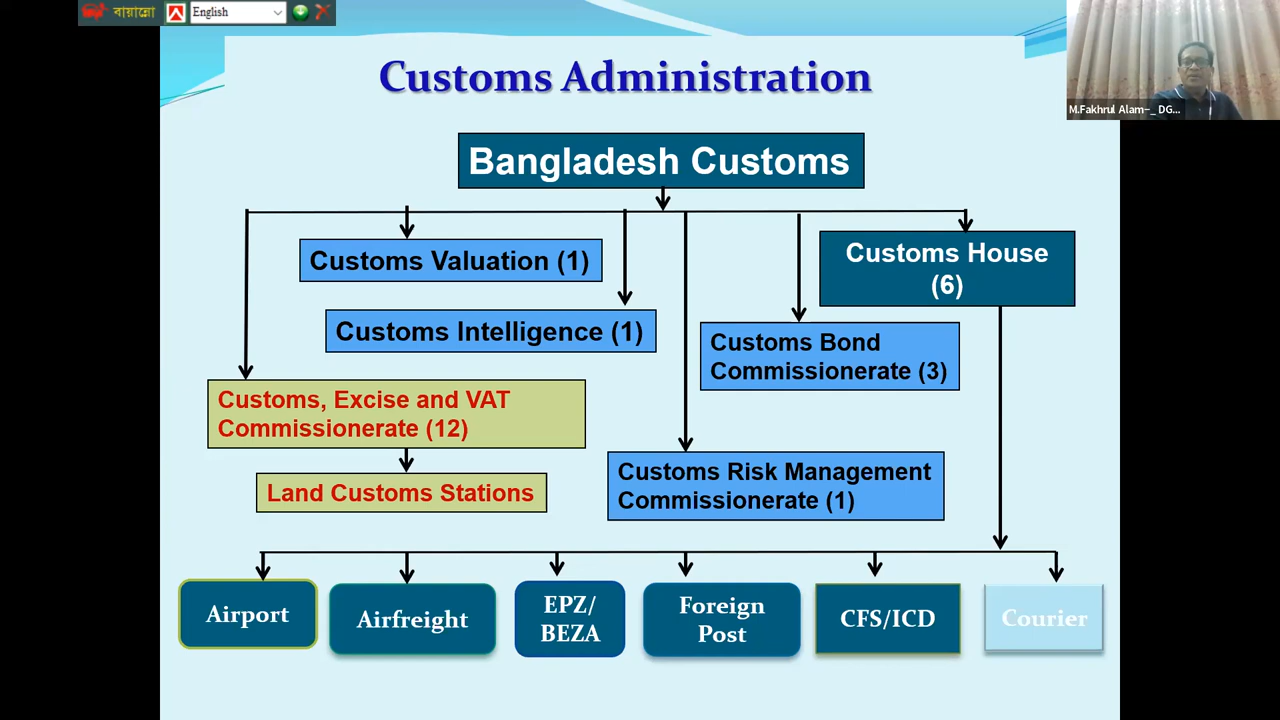 বায়ান্নো
English
Customs Administration
M.Fakhrul Alam-_ DG...
Bangladesh Customs
Customs Valuation (1)
Customs House
(6)
Customs Intelligence (1)
Customs Bond
Commissionerate (3)
Customs, Excise and VAT
Commissionerate (12)
Customs Risk Management
Commissionerate (1)
Land Customs Stations
Airport
Airfreight
EPZ/
BEZA
Foreign
Post
CFS/ICD
Courier